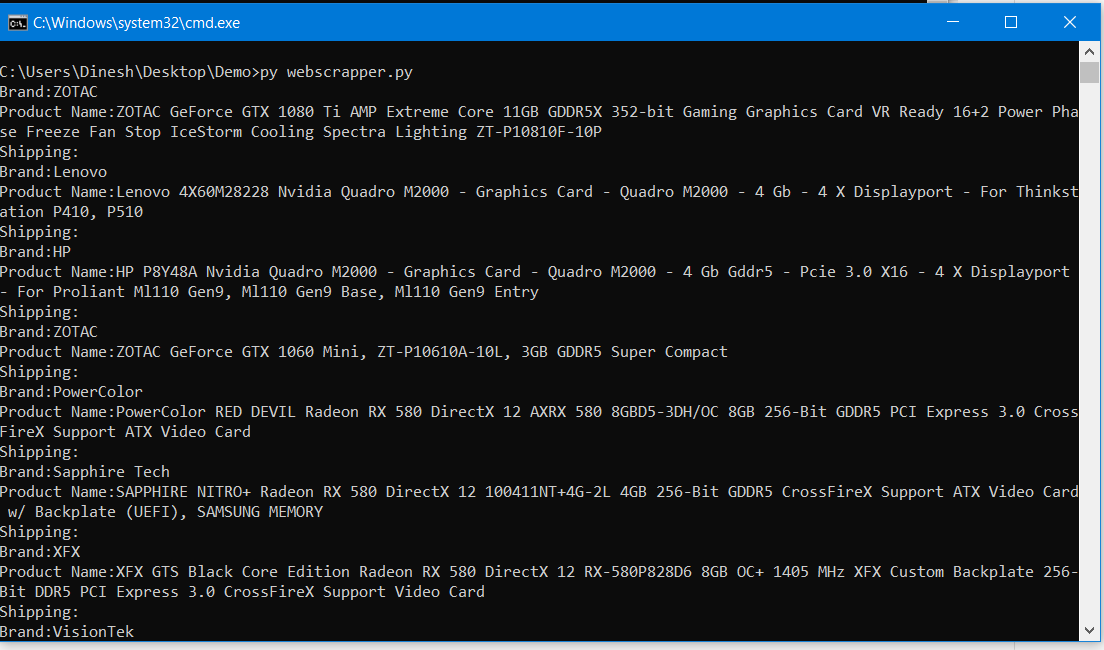 C:\Windows\system32\cmd.exe
C:\Users\Dinesh\Desktop\Demo>py webscrapper.py
Brand:ZOTAC
Product Name:ZOTAC GeForce GTX 1080 Ti AMP Extreme Core 11GB GDDR5X 352-bit Gaming Graphics Card VR Ready 16+2 Power Pha
se Freeze Fan Stop IceStorm Cooling Spectra Lighting ZT-P10810F-10P
Shipping:
Brand:Lenovo
Product Name:Lenovo 4X60M28228 Nvidia Quadro M2000 - Graphics Card - Quadro M2000 - 4 Gb - 4 X Displayport - For Thinkst
ation P410, P510
Shipping:
Brand:HP
Product Name:HP P8Y48A Nvidia Quadro M2000 - Graphics Card - Quadro M2000 - 4 Gb Gddr5 - Pcie 3.0 X16 - 4 X Displayport
- For Proliant Ml110 Gen9, Ml110 Gen9 Base, Ml110 Gen9 Entry
Shipping:
Brand:ZOTAC
Product Name:ZOTAC GeForce GTX 1060 Mini, ZT-P10610A-10L, 3GB GDDR5 Super Compact
Shipping:
Brand:PowerColor
Product Name:PowerColor RED DEVIL Radeon RX 580 DirectX 12 AXRX 580 8GBD5-3DH/OC 8GB 256-Bit GDDR5 PCI Express 3.0 Cross
FireX Support ATX Video Card
Shipping:
Brand:Sapphire Tech
Product Name:SAPPHIRE NITRO+ Radeon RX 580 DirectX 12 100411NT+4G-2L 4GB 256-Bit GDDR5 CrossFireX Support ATX Video Card
 w/ Backplate (UEFI), SAMSUNG MEMORY
Shipping:
Brand:XFX
Product Name:XFX GTS Black Core Edition Radeon RX 580 DirectX 12 RX-580P828D6 8GB OC+ 1405 MHz XFX Custom Backplate 256-
Bit DDR5 PCI Express 3.0 CrossFireX Support Video Card
Shipping:
Brand:VisionTek